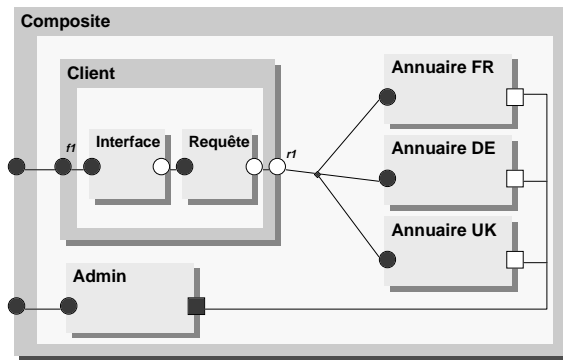 Composite
Client
f1
Interface
Requête
r1
Annuaire FR
Annuaire DE
Annuaire UK
Admin